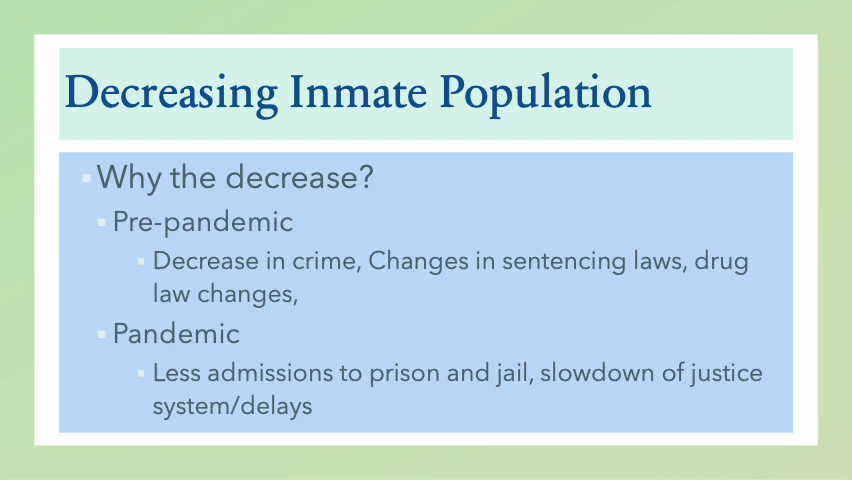 Decreasing Inmate Population
Why the decrease?
Pre-pandemic
Decrease in crime, Changes in sentencing laws, drug
law changes,
Pandemic
Less admissions to prison and jail, slowdown of justice
system/delays